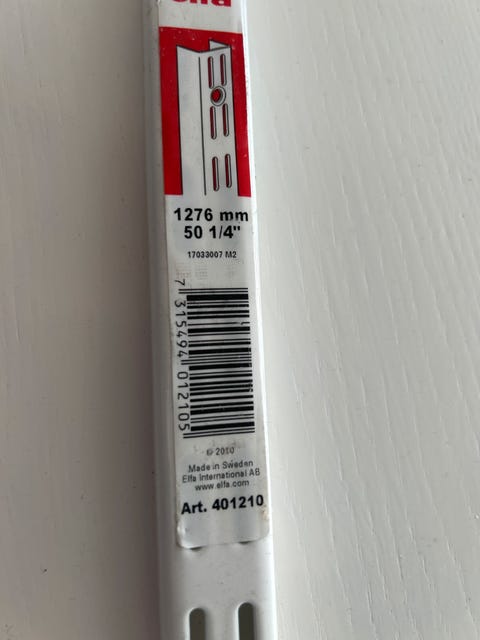 elfa
1276 mm
50 1/4"
17033007 M2
7 315494 012105
© 2010
Made in Sweden
Elfa International AB
www.elfa.com
Art. 401210